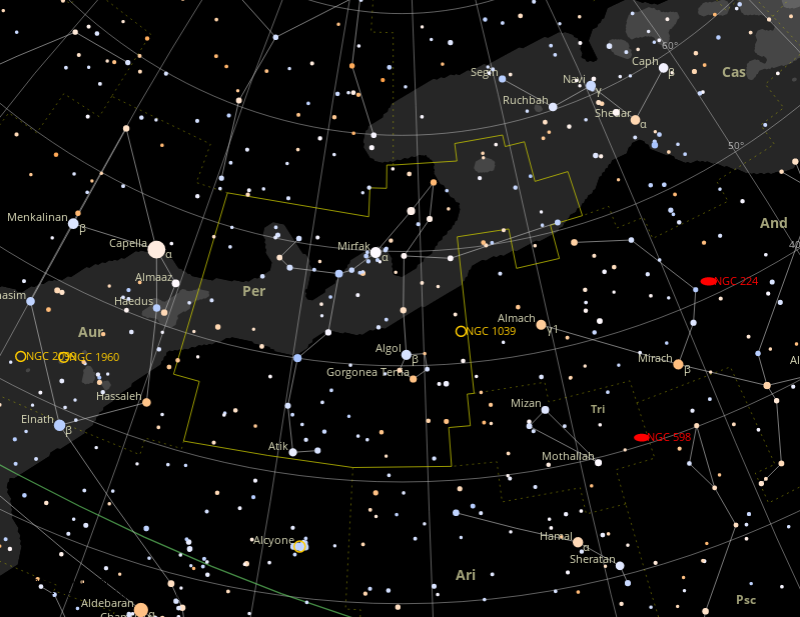 60°
Caph
β
Cas
Segin
Navi
γ
Ruchbah
Shedar
α
50°
Menkalinan
β
And
Capella
α
Mirfak
α
40
Almaaz
NGC 224
Per
Haedus
Almach
γ1
Aur
NGC 1039
NGC 1960
Algol
β
Mirach
β
Al
Gorgonea Tertia
Hassaleh
Mizan
Tri
Elnath
β
NGC 598
Atik
Mothallah
Alcyone
Hamal
α
Sheratan
Ari
Aldebaran
α
Psc